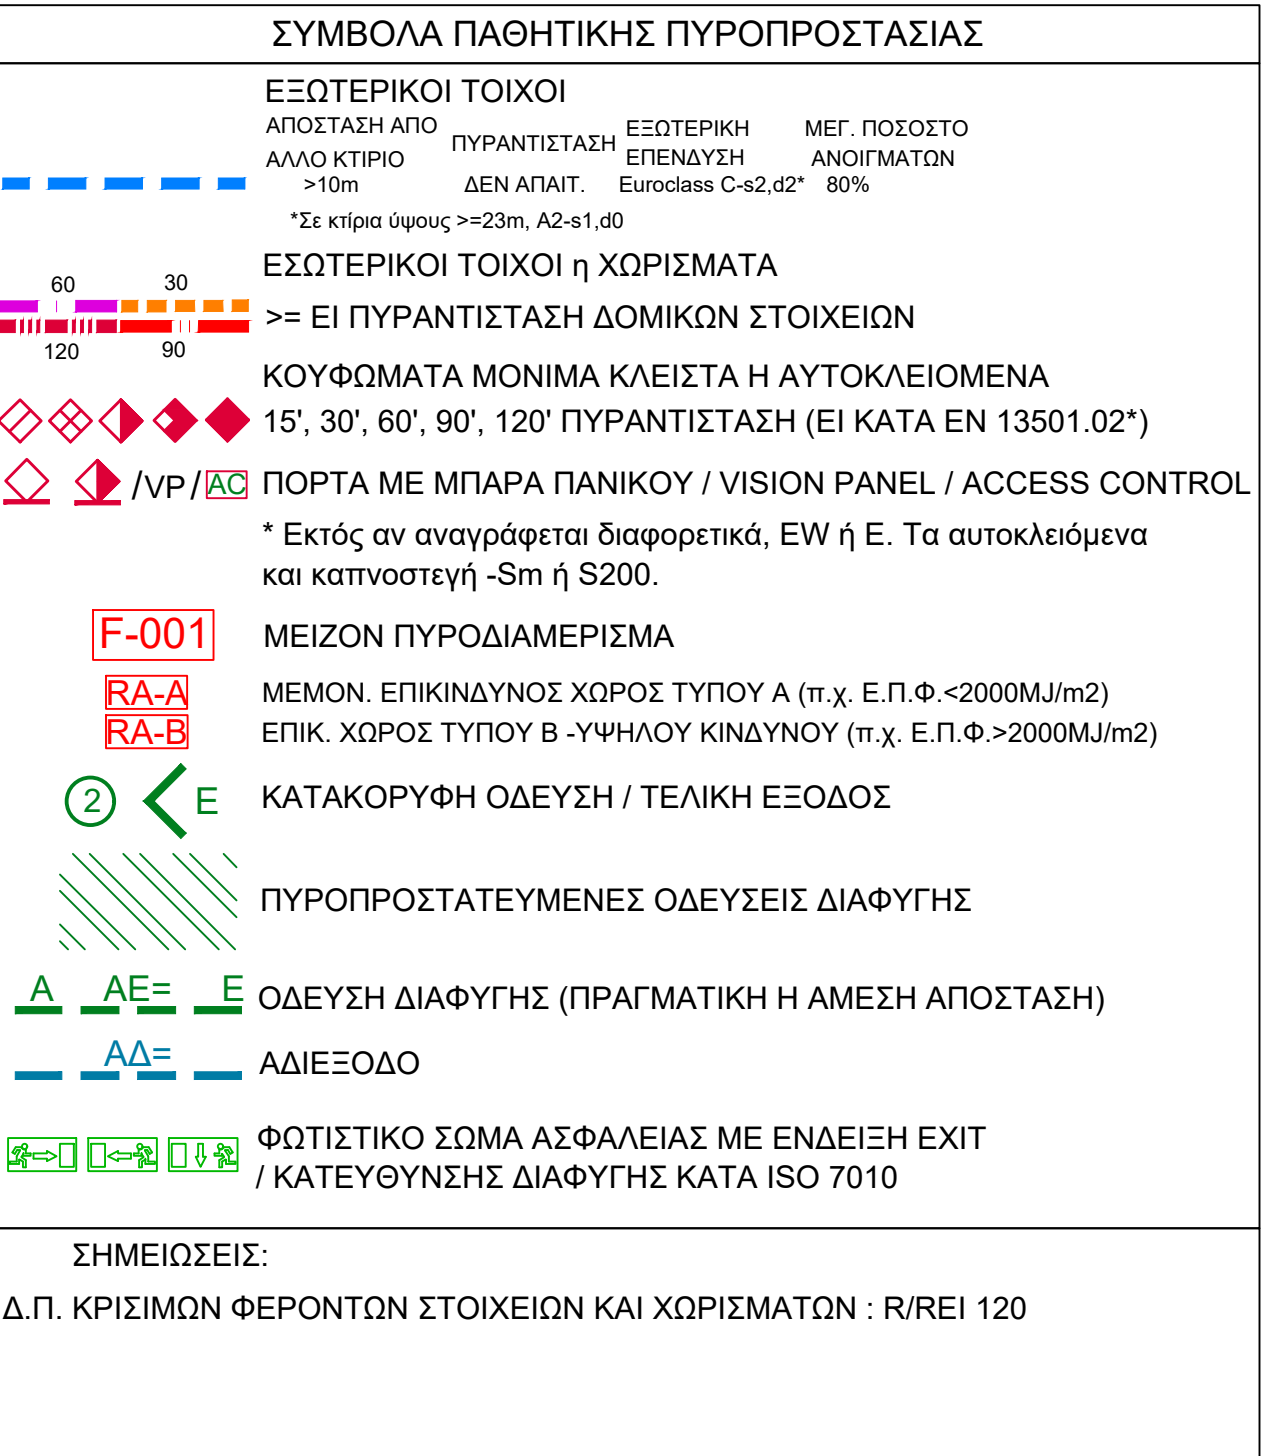 ΣΥΜΒΟΛΑ ΠΑΘΗΤΙΚΗΣ ΠΥΡΟΠΡΟΣΤΑΣΙΑΣ
ΕΞΩΤΕΡΙΚΟΙ ΤΟΙΧΟΙ
ΑΠΟΣΤΑΣΗ ΑΠΟ ΑΛΛΟ ΚΤΙΡΙΟ
ΠΥΡΑΝΤΙΣΤΑΣΗ
ΕΞΩΤΕΡΙΚΗ ΕΠΕΝΔΥΣΗ
ΜΕΓ. ΠΟΣΟΣΤΟ ΑΝΟΙΓΜΑΤΩΝ
>10m ΔΕΝ ΑΠΑΙΤ. Euroclass C-s2,d2* 80%
*Σε κτίρια ύψους >=23m, A2-s1,d0
ΕΣΩΤΕΡΙΚΟΙ ΤΟΙΧΟΙ η ΧΩΡΙΣΜΑΤΑ
60 30
>= ΕΙ ΠΥΡΑΝΤΙΣΤΑΣΗ ΔΟΜΙΚΩΝ ΣΤΟΙΧΕΙΩΝ
120 90
ΚΟΥΦΩΜΑΤΑ ΜΟΝΙΜΑ ΚΛΕΙΣΤΑ Η ΑΥΤΟΚΛΕΙΟΜΕΝΑ
15', 30', 60', 90', 120' ΠΥΡΑΝΤΙΣΤΑΣΗ (ΕΙ ΚΑΤΑ ΕΝ 13501.02*)
/VP/ AC ΠΟΡΤΑ ΜΕ ΜΠΑΡΑ ΠΑΝΙΚΟΥ / VISION PANEL / ACCESS CONTROL
* Εκτός αν αναγράφεται διαφορετικά, EW ή E. Τα αυτοκλειόμενα
και καπνοστεγή -Sm ή S200.
F-001 ΜΕΙΖΟΝ ΠΥΡΟΔΙΑΜΕΡΙΣΜΑ
RA-A ΜΕΜΟΝ. ΕΠΙΚΙΝΔΥΝΟΣ ΧΩΡΟΣ ΤΥΠΟΥ Α (π.χ. Ε.Π.Φ.<2000MJ/m2)
RA-B ΕΠΙΚ. ΧΩΡΟΣ ΤΥΠΟΥ Β -ΥΨΗΛΟΥ ΚΙΝΔΥΝΟΥ (π.χ. Ε.Π.Φ.>2000MJ/m2)
2 E ΚΑΤΑΚΟΡΥΦΗ ΟΔΕΥΣΗ / ΤΕΛΙΚΗ ΕΞΟΔΟΣ
ΠΥΡΟΠΡΟΣΤΑΤΕΥΜΕΝΕΣ ΟΔΕΥΣΕΙΣ ΔΙΑΦΥΓΗΣ
Α ΑΕ= Ε ΟΔΕΥΣΗ ΔΙΑΦΥΓΗΣ (ΠΡΑΓΜΑΤΙΚΗ Η ΑΜΕΣΗ ΑΠΟΣΤΑΣΗ)
ΑΔ= ΑΔΙΕΞΟΔΟ
ΦΩΤΙΣΤΙΚΟ ΣΩΜΑ ΑΣΦΑΛΕΙΑΣ ΜΕ ΕΝΔΕΙΞΗ EXIT
/ ΚΑΤΕΥΘΥΝΣΗΣ ΔΙΑΦΥΓΗΣ ΚΑΤΑ ISO 7010
ΣΗΜΕΙΩΣΕΙΣ:
Δ.Π. ΚΡΙΣΙΜΩΝ ΦΕΡΟΝΤΩΝ ΣΤΟΙΧΕΙΩΝ ΚΑΙ ΧΩΡΙΣΜΑΤΩΝ : R/REI 120